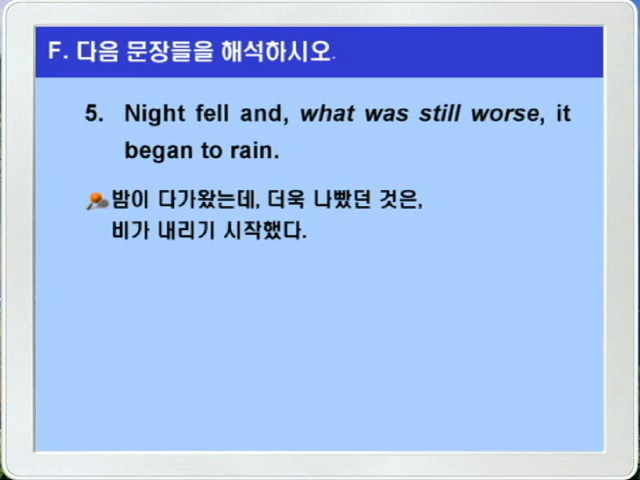 F. 다음 문장들을 해석하시오.
5. Night fell and, what was still worse, it
began to rain.
밤이 다가왔는데, 더욱 나빴던 것은,
비가 내리기 시작했다.